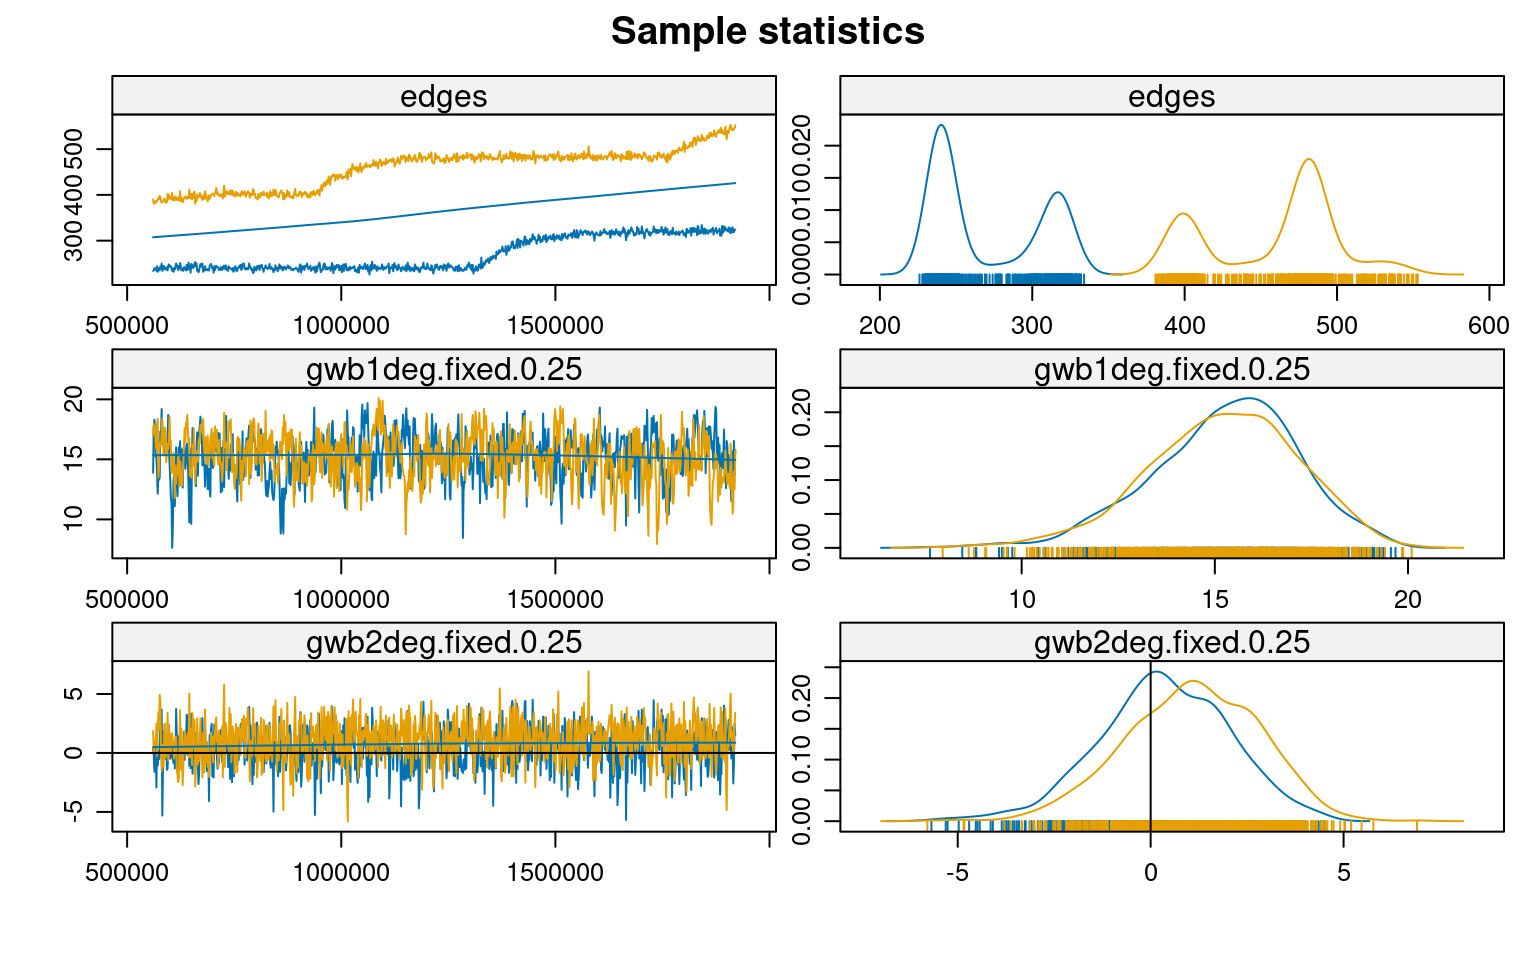 Sample statistics
edges
edges
300 400 500
500000 1000000 1500000
0.000 0.010 0.020
200 300 400 500 600
gwb1deg.fixed.0.25
gwb1deg.fixed.0.25
10 15 20
500000 1000000 1500000
0.00 0.10 0.20
10 15 20
gwb2deg.fixed.0.25
gwb2deg.fixed.0.25
-5 0 5
500000 1000000 1500000
0.00 0.10 0.20
-5 0 5